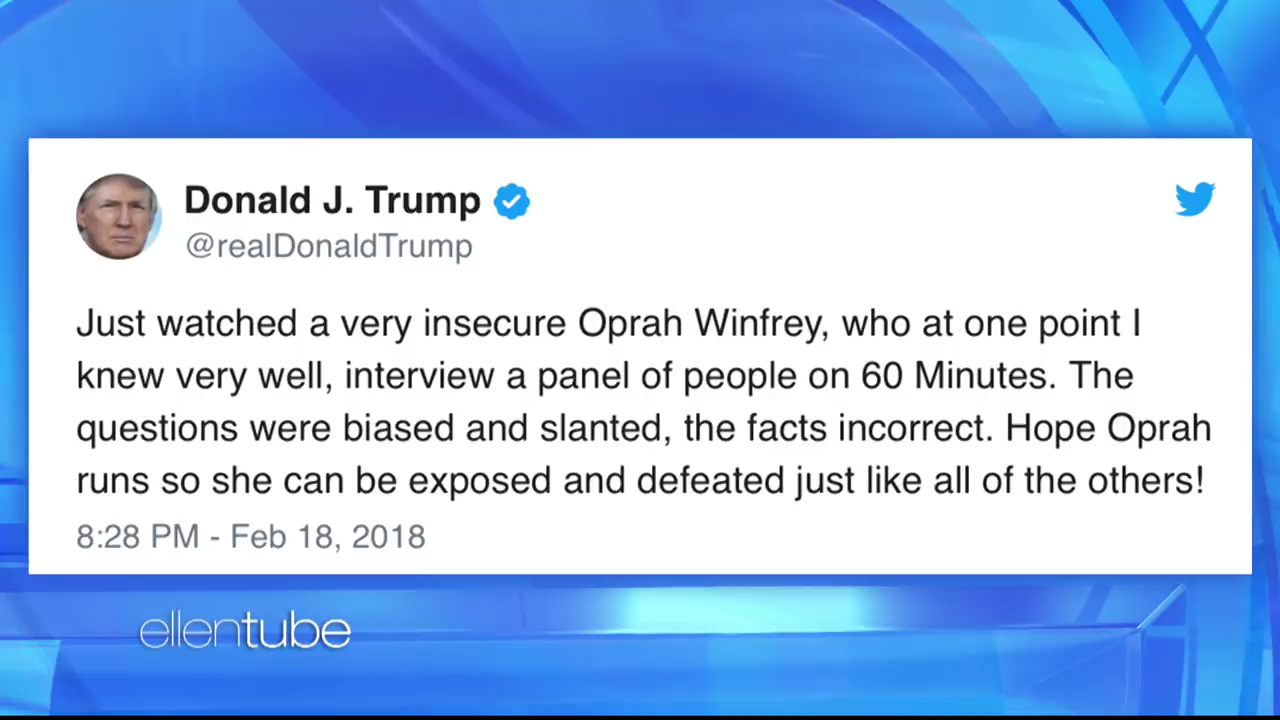 Donald J. Trump
@realDonaldTrump
Just watched a very insecure Oprah Winfrey, who at one point I
knew very well, interview a panel of people on 60 Minutes. The
questions were biased and slanted, the facts incorrect. Hope Oprah
runs so she can be exposed and defeated just like all of the others!
8:28 PM - Feb 18, 2018
ellentube